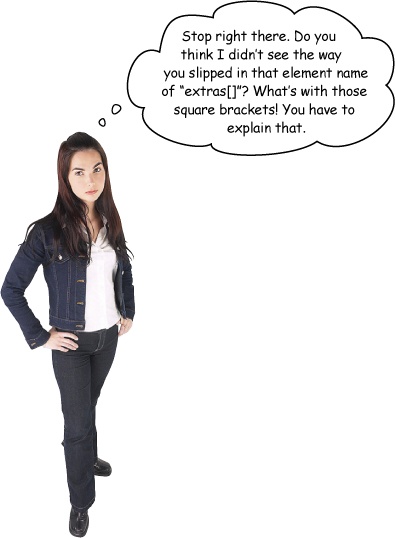 Stop right there. Do you
think I didn't see the way
you slipped in that element name
of "extras[]"? What's with those
square brackets! You have to
explain that.